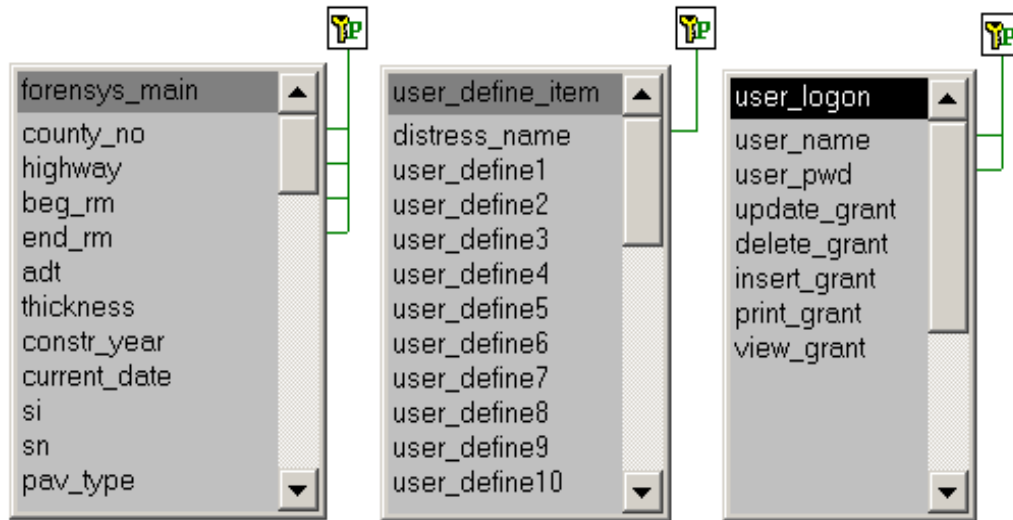 P
P
P
forensys_main
county_no
highway
beg_rm
end_rm
adt
thickness
constr_year
current_date
si
sn
pav_type
user_define_item
distress_name
user_define1
user_define2
user_define3
user_define4
user_define5
user_define6
user_define7
user_define8
user_define9
user_define10
user_logon
user_name
user_pwd
update_grant
delete_grant
insert_grant
print_grant
view_grant